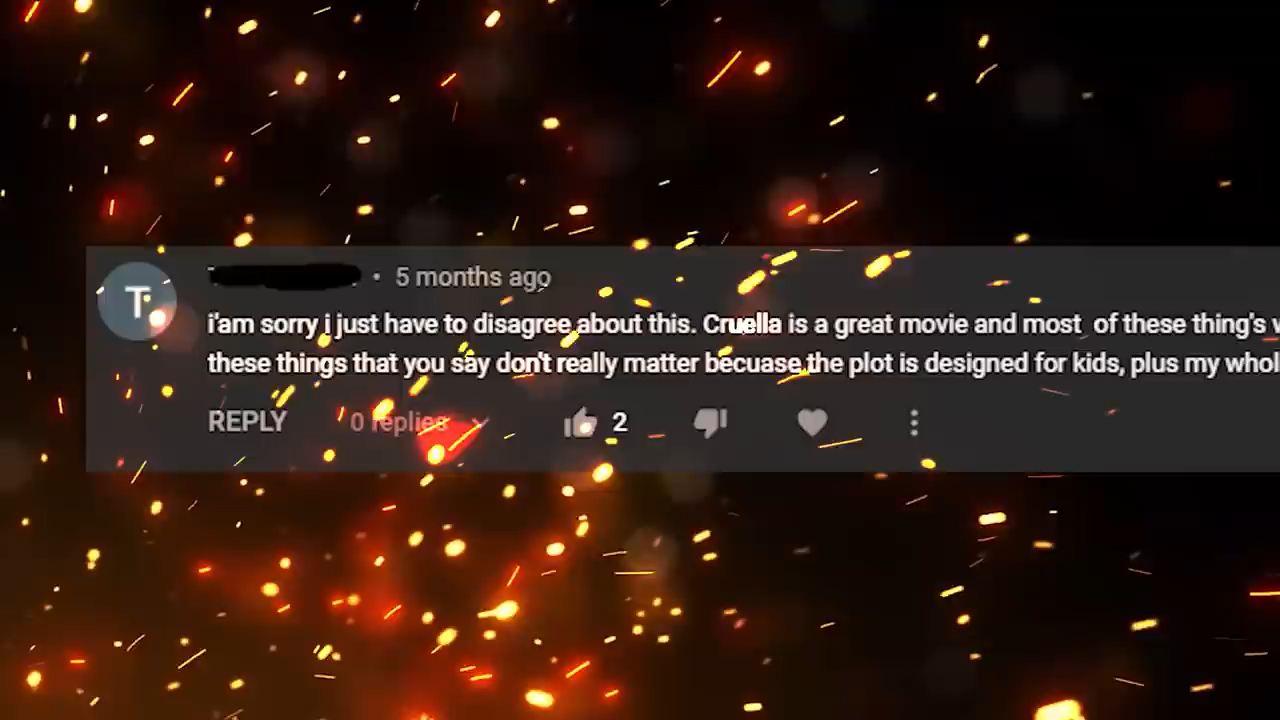 T
• 5 months ago
i'am sorry i just have to disagree about this. Cruella is a great movie and most of these thing's
these things that you say don't really matter becuase the plot is designed for kids, plus my whol
REPLY 0 replies 2